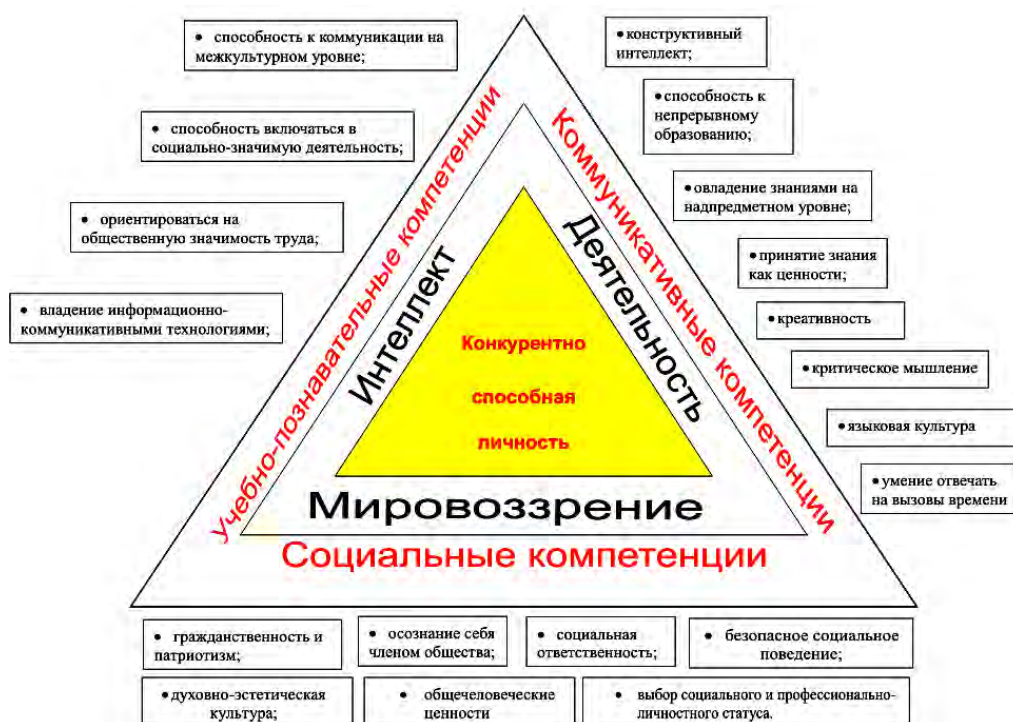 • способность к коммуникации на
межкультурном уровне;
• способность включаться в
социально-значимую деятельность;
• ориентироваться на
общественную значимость труда;
• владение информационно-
коммуникативными технологиями;
•конструктивный
интеллект;
•способность к
непрерывному
образованию;
•овладение знаниями на
надпредметном уровне;
•принятие знания
как ценности;
•креативность
•критическое мышление
•языковая культура
•умение отвечать
на вызовы времени
Учебно-познавательные компетенции
Коммуникативные компетенции
Интеллект
Деятельность
Конкурентно
способная
личность
Мировоззрение
Социальные компетенции
• гражданственность и
патриотизм;
• осознание себя
членом общества;
• социальная
ответственность;
• безопасное социальное
поведение;
•духовно-эстетическая
культура;
• общечеловеческие
ценности
• выбор социального и профессионально-
личностного статуса.